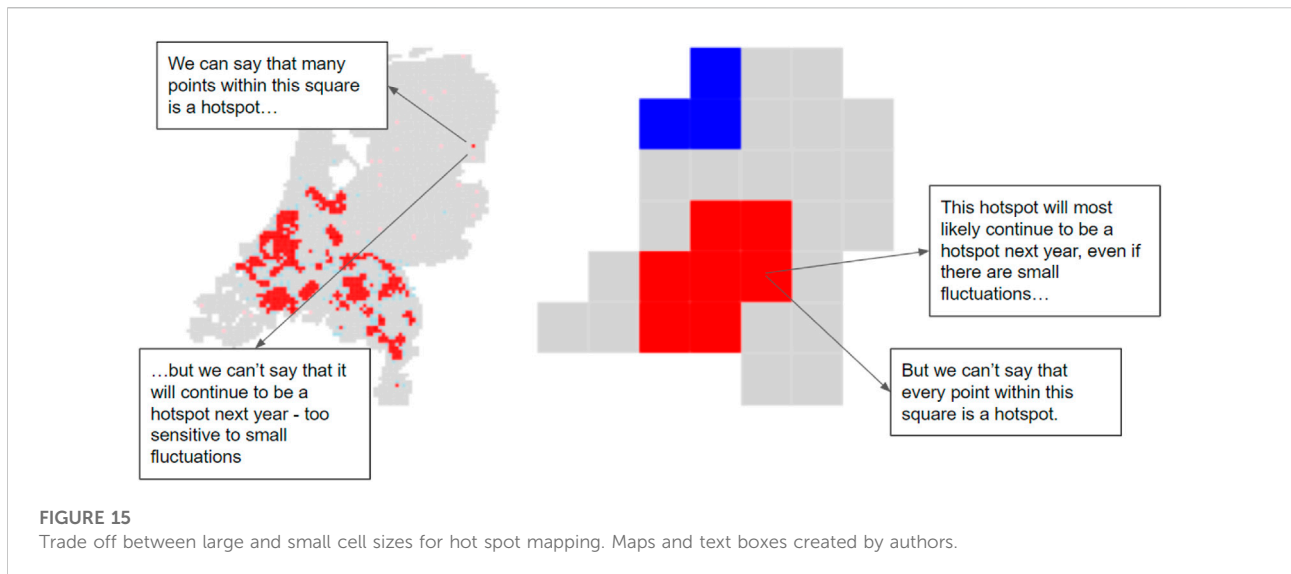 We can say that many
points within this square
is a hotspot...
...but we can't say that it
will continue to be a
hotspot next year - too
sensitive to small
fluctuations
This hotspot will most
likely continue to be a
hotspot next year, even if
there are small
fluctuations...
But we can't say that
every point within this
square is a hotspot.
FIGURE 15
Trade off between large and small cell sizes for hot spot mapping. Maps and text boxes created by authors.